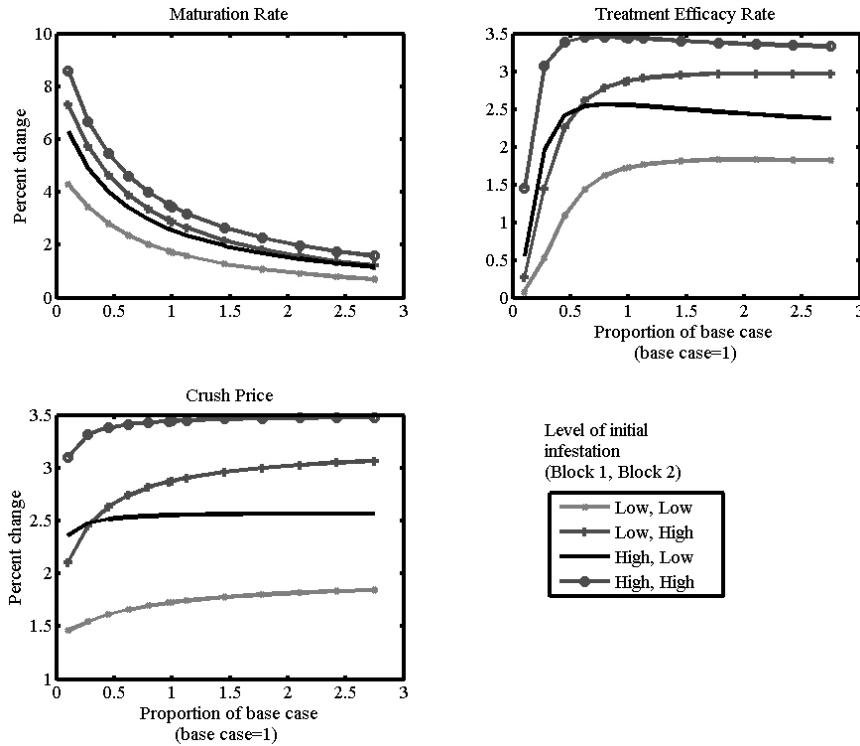 Maturation Rate
10
8
6
4
2
0
Percent change
0 0.5 1 1.5 2 2.5 3
Treatment Efficacy Rate
3.5
3
2.5
2
1.5
1
0.5
0
0 0.5 1 1.5 2 2.5 3
Proportion of base case
(base case=1)
Crush Price
3.5
3
2.5
2
1.5
1
Percent change
0 0.5 1 1.5 2 2.5 3
Proportion of base case
(base case=1)
Level of initial
infestation
(Block 1, Block 2)
Low, Low
Low, High
High, Low
High, High